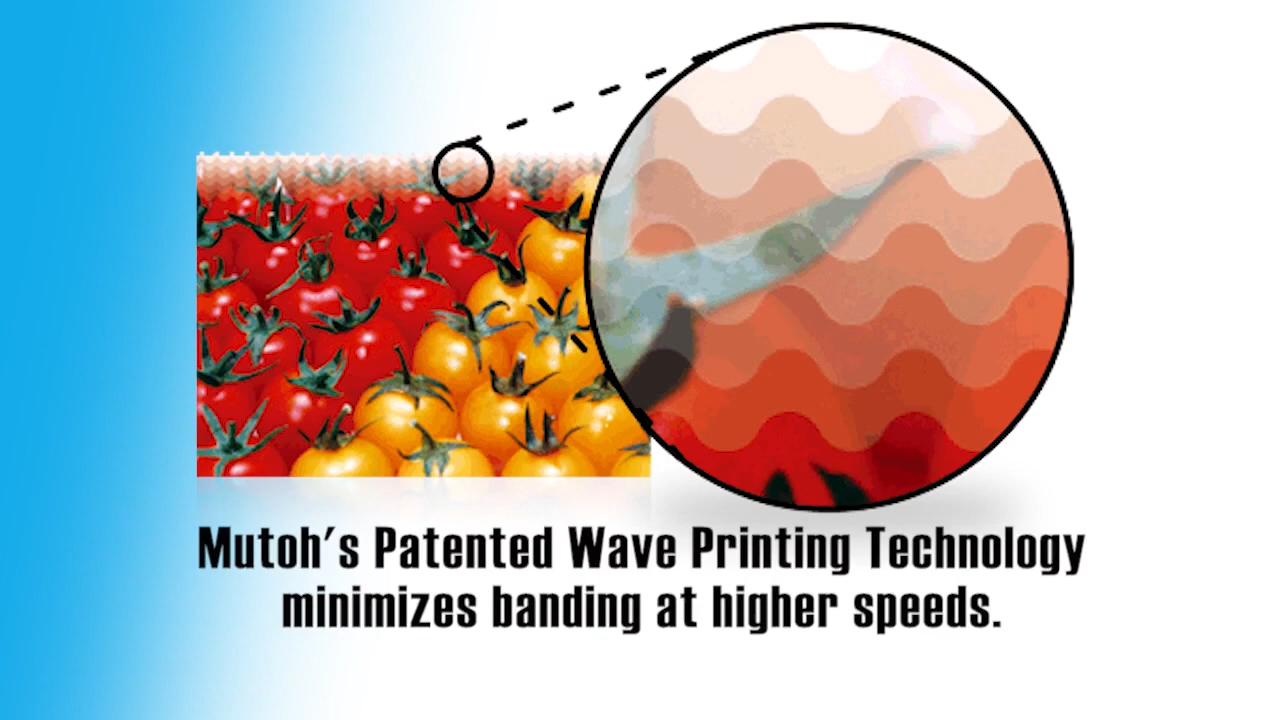 Mutoh's Patented Wave Printing Technology
minimizes banding at higher speeds.